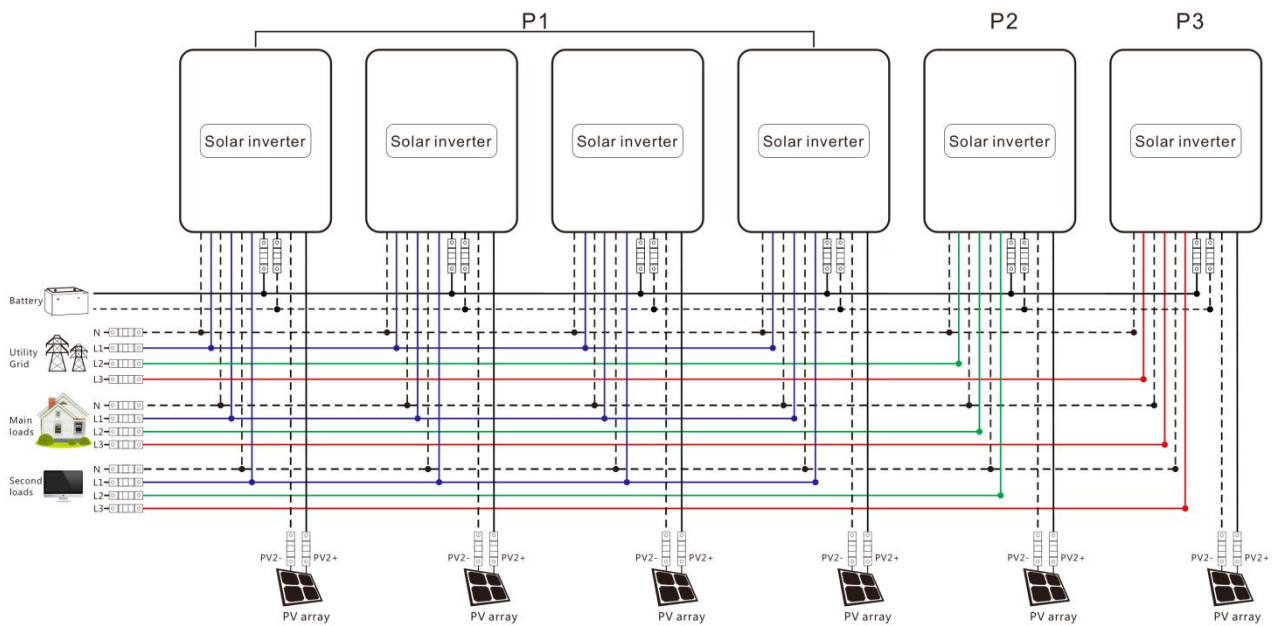 P1
P2
P3
Solar inverter
Solar inverter
Solar inverter
Solar inverter
Solar inverter
Solar inverter
Battery
Utility
Grid
N
L1
L2
L3
Main
loads
N
L1
L2
L3
Second
loads
N
L1
L2
L3
PV2-
PV2+
PV2-
PV2+
PV2-
PV2+
PV2-
PV2+
PV2-
PV2+
PV2-
PV2+
PV array
PV array
PV array
PV array
PV array
PV array